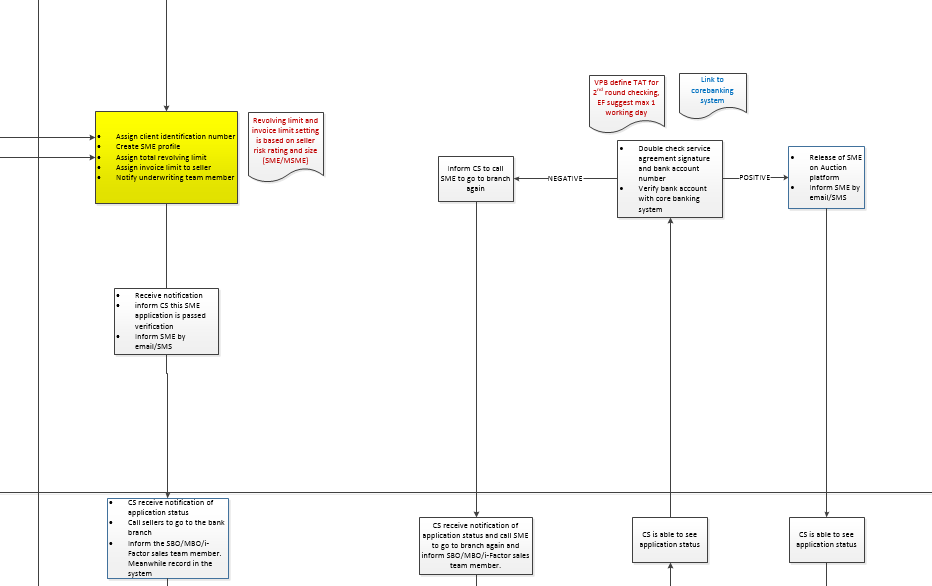 Link to
corebanking
system
VPB define TAT for
2nd round checking,
EF suggest max 1
working day
Revolving limit and
invoice limit setting
is based on seller
risk rating and size
(SME/MSME)
• Assign client identification number
• Create SME profile
• Assign total revolving limit
• Assign invoice limit to seller
• Notify underwriting team member
Inform CS to call
SME to go to branch
again
NEGATIVE
• Double check service
agreement signature
and bank account
number
• Verify bank account
with core banking
system
POSITIVE
• Release of SME
on Auction
platform
• Inform SME by
email/SMS
• Receive notification
• inform CS this SME
application is passed
verification
• Inform SME by
email/SMS
• CS receive notification of
application status
• Call sellers to go to the bank
branch
• Inform the SBO/MBO/i-
Factor sales team member.
Meanwhile record in the
system
CS receive notification of
application status and call SME
to go to branch again and
inform SBO/MBO/i-Factor sales
team member.
CS is able to see
application status
CS is able to see
application status